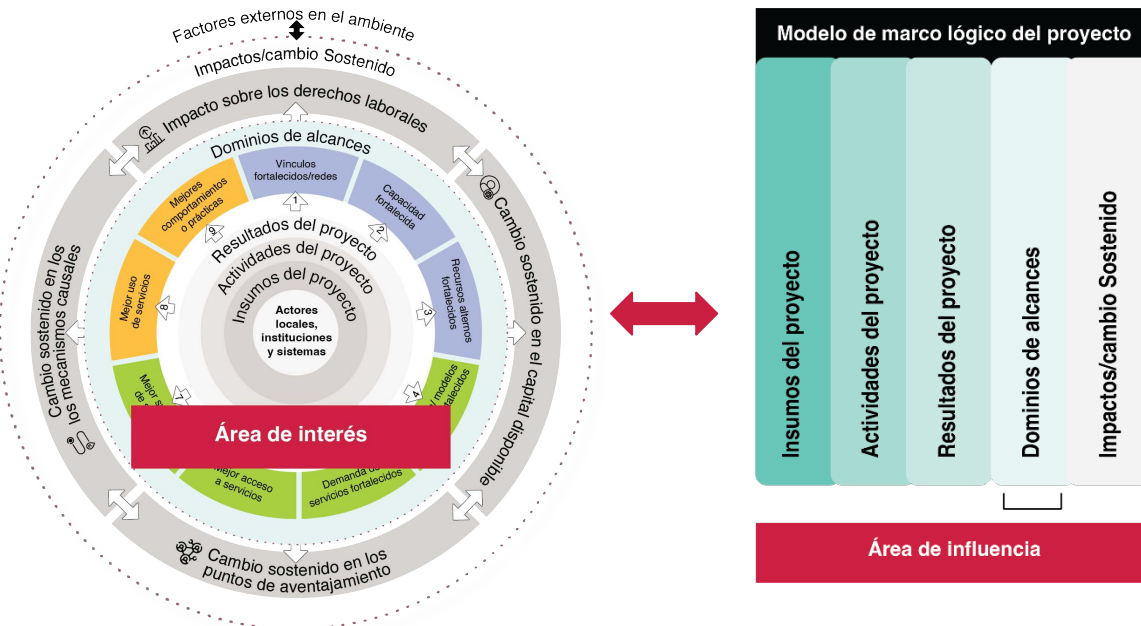 Factores externos en el ambiente
Impactos/cambio Sostenido
Impacto sobre los derechos laborales
Dominios de alcances
Vínculos
fortalecidos/redes
Capacidad
fortalecida
Recursos alternos
fortalecidos
modelos
Demanda
servicios fortalecidos
Mejor acceso
a servicios
Mejor
Mejor uso
de servicios
Mejores
comportamientos
o prácticas
1
2
3
4
7
8
9
Resultados del proyecto
Actividades del proyecto
Insumos del proyecto
Actores
locales,
instituciones
y sistemas
Área de interés
Cambio sostenido en el capital disponible
Cambio sostenido en los
puntos de aventajamiento
Cambio sostenido en los
los mecanismos causales
Modelo de marco lógico del proyecto
Insumos del proyecto
Actividades del proyecto
Resultados del proyecto
Dominios de alcances
Impactos/cambio Sostenido
Área de influencia